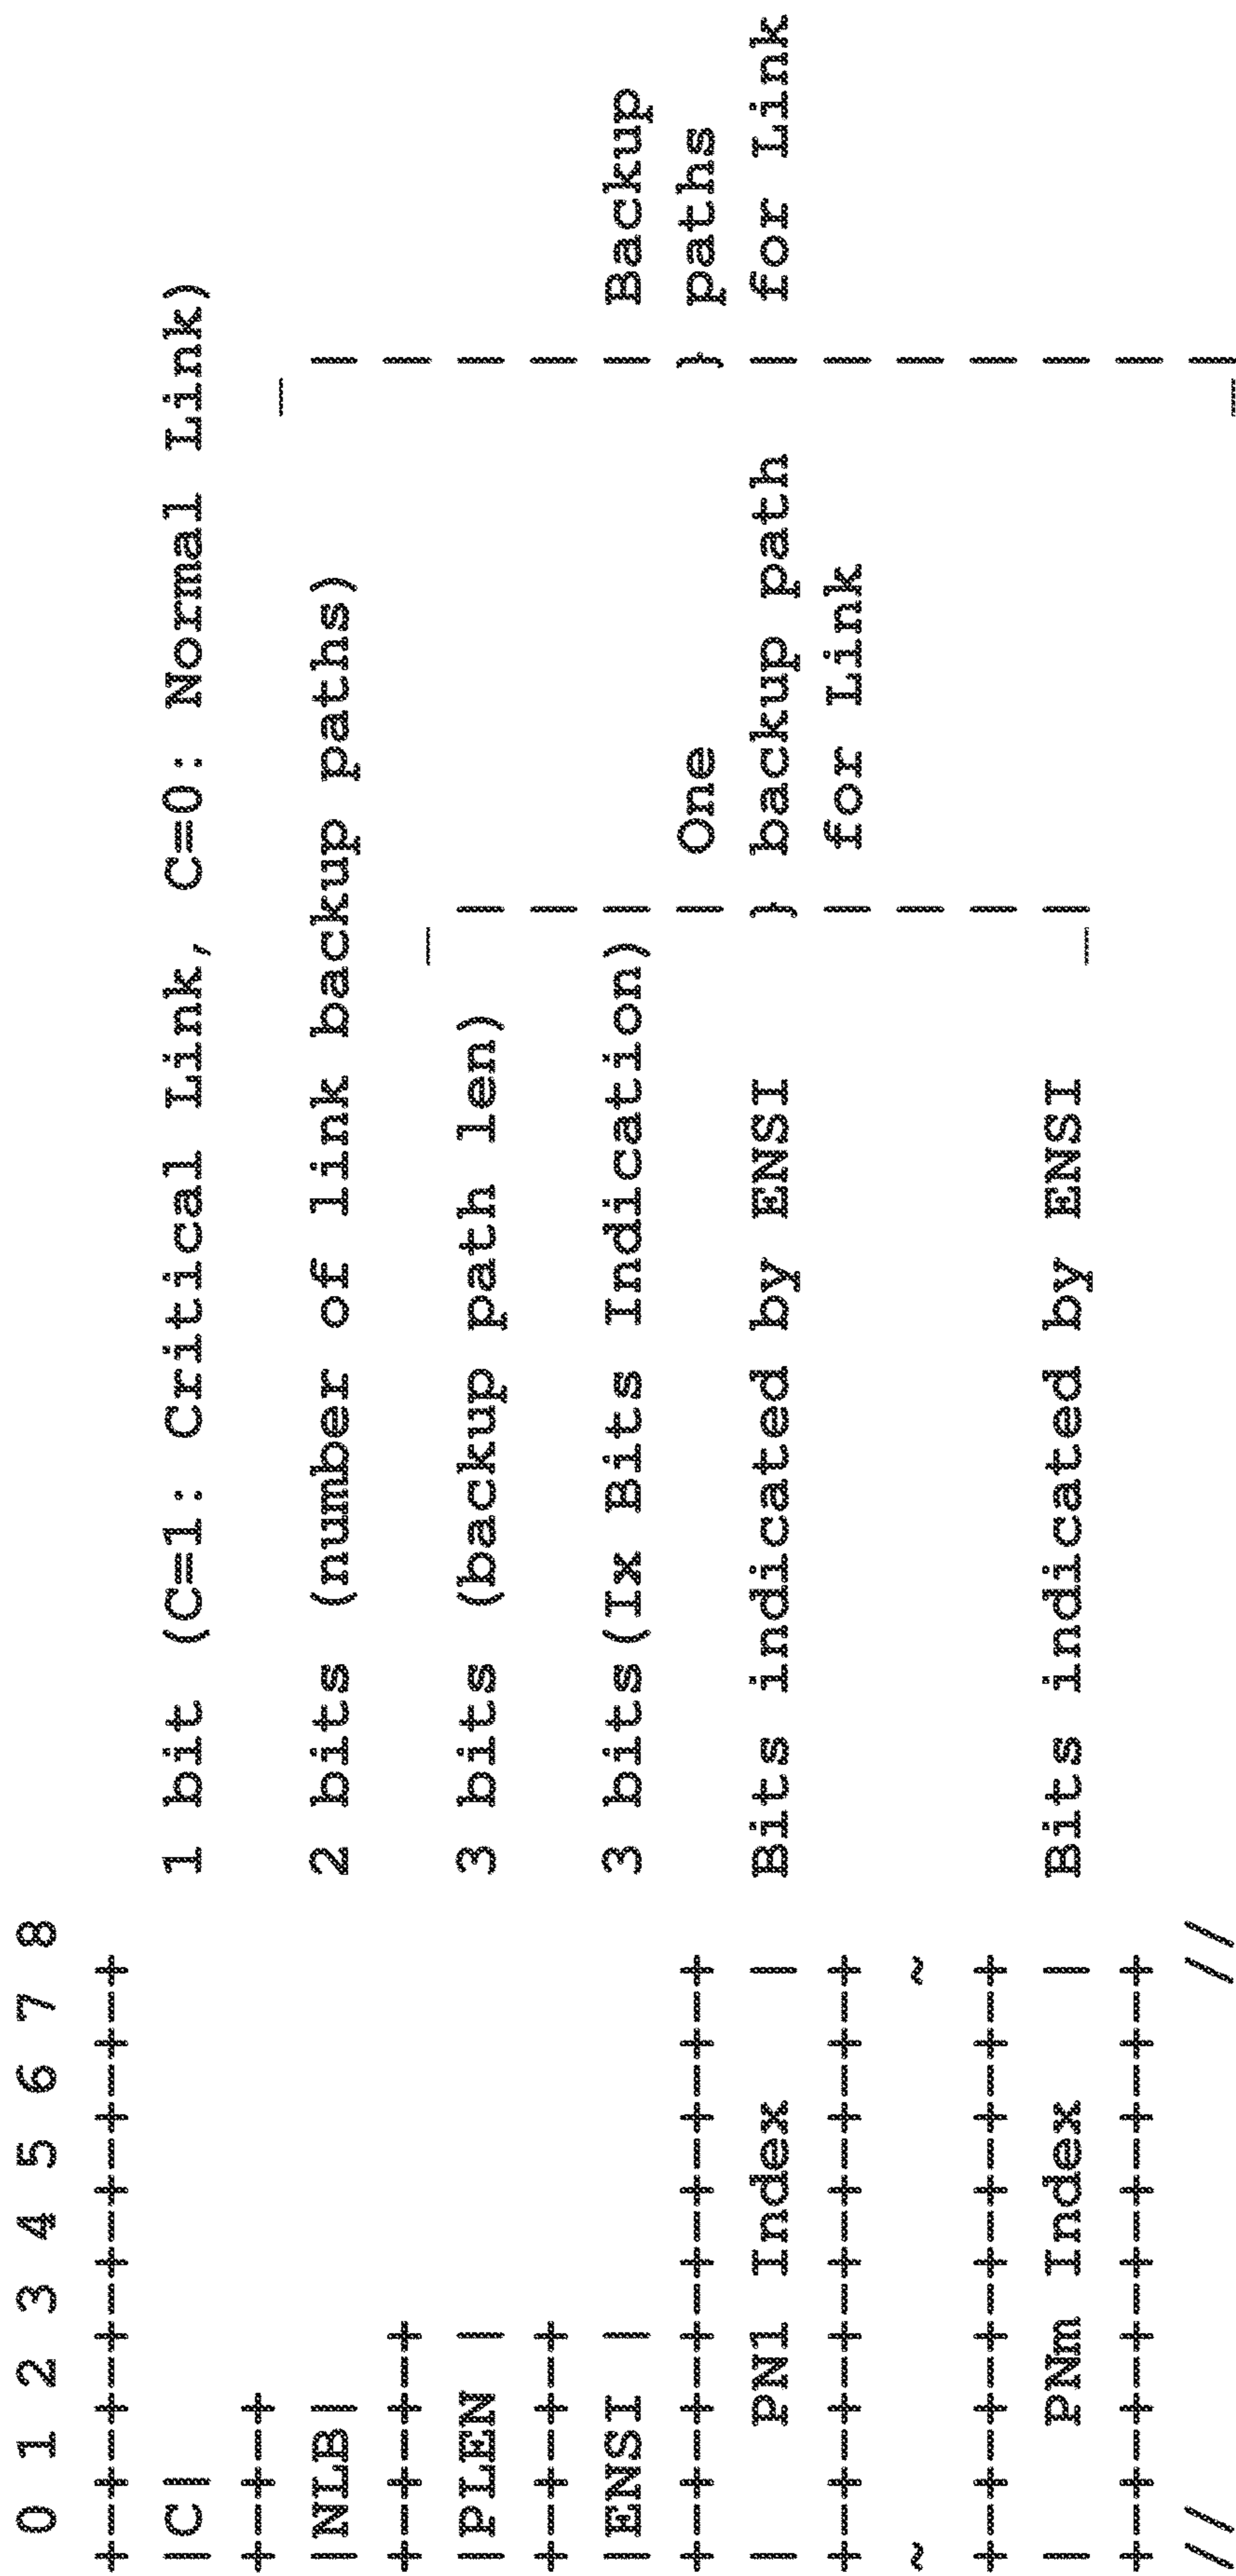 0 1 2 3 4 5 6 7 8
+-+-+-+-+-+-+-+-+
|C| 1 bit (C=1: Critical Link, C=0: Normal Link)
+-+-+ _
|NLB| 2 bits (number of link backup paths) |
+-+-+-+ _ |
|PLEN | 3 bits (backup path len) | |
+-+-+-+ | |
|ENSI | 3 bits(Ix Bits Indication) | | Backup
+-+-+-+-+-+-+-+-+ | One } paths
| PN1 Index | Bits indicated by ENSI } backup path | for Link
+-+-+-+-+-+-+-+-+ | for Link |
~ ~ | |
+-+-+-+-+-+-+-+-+ | |
| PNm Index | Bits indicated by ENSI _| |
+-+-+-+-+-+-+-+-+ |
// // _|